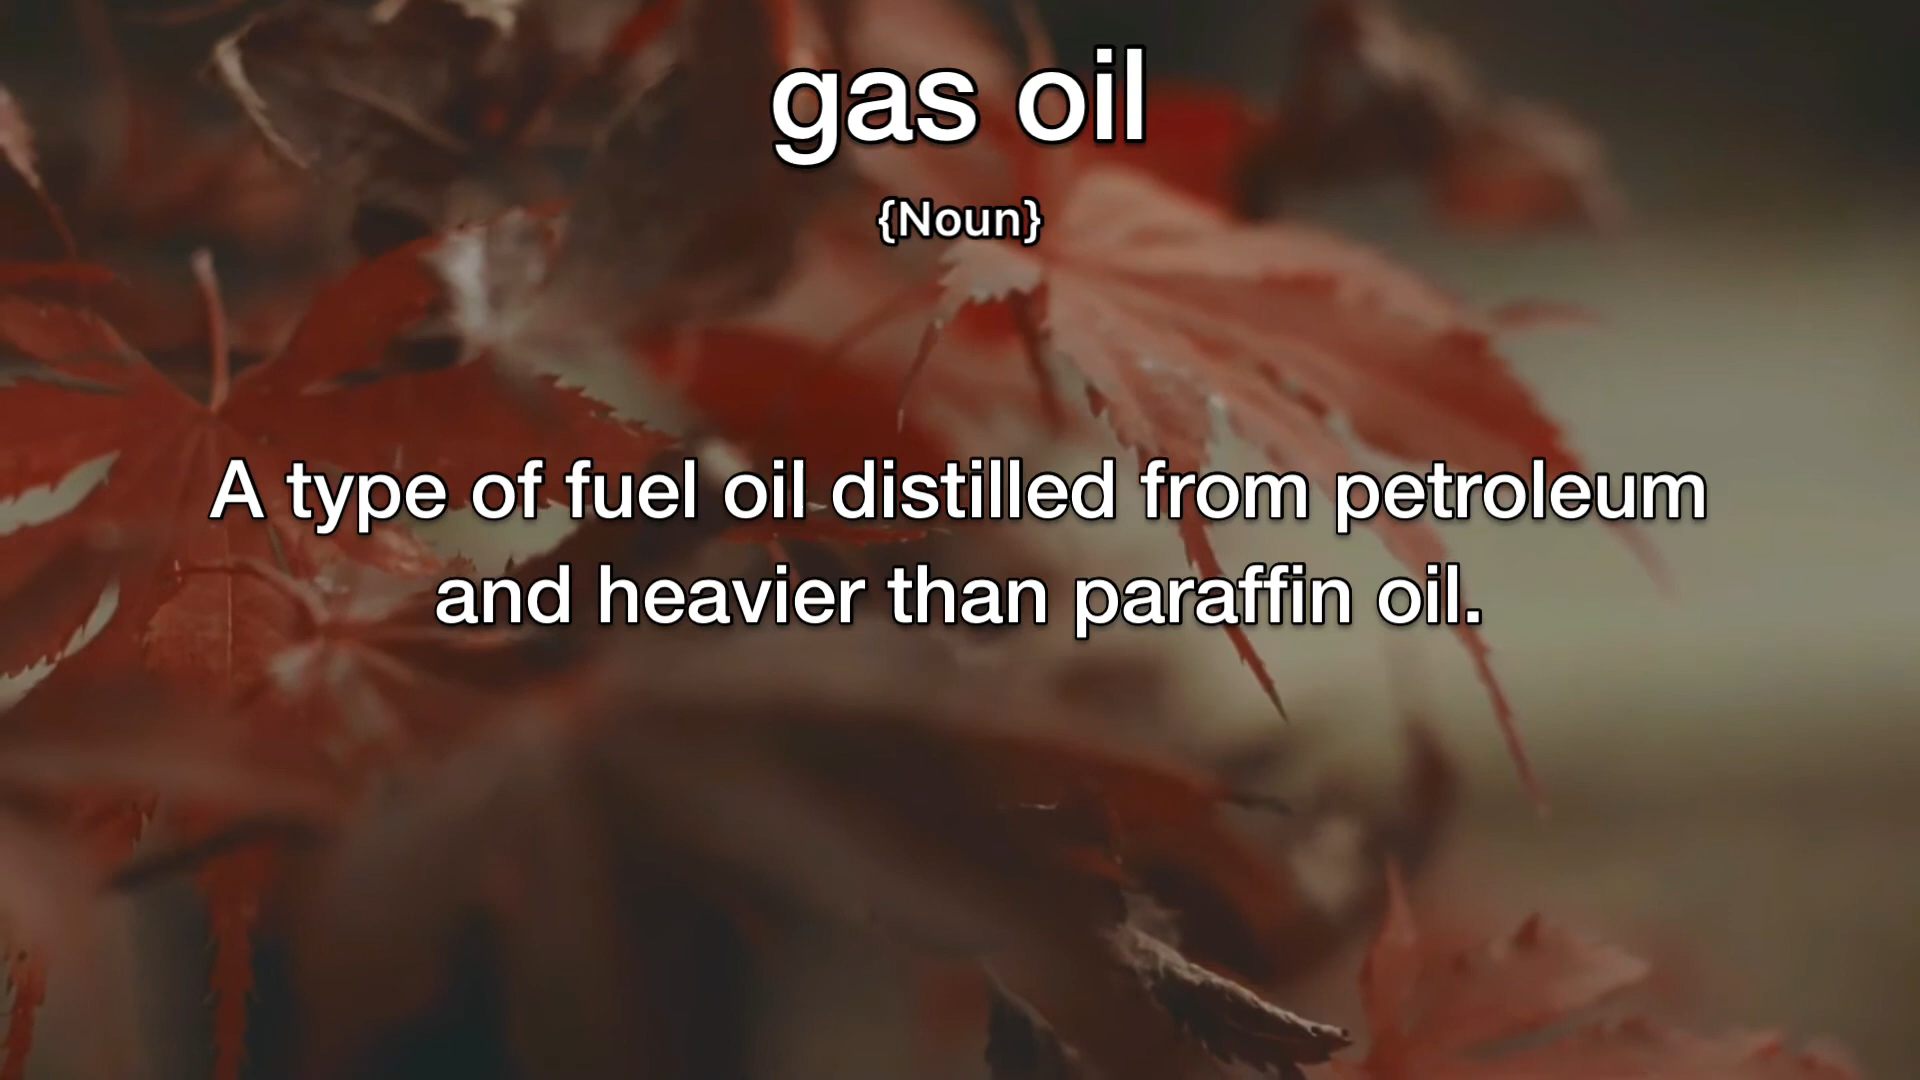 gas oil
{Noun}
A type of fuel oil distilled from petroleum
and heavier than paraffin oil.